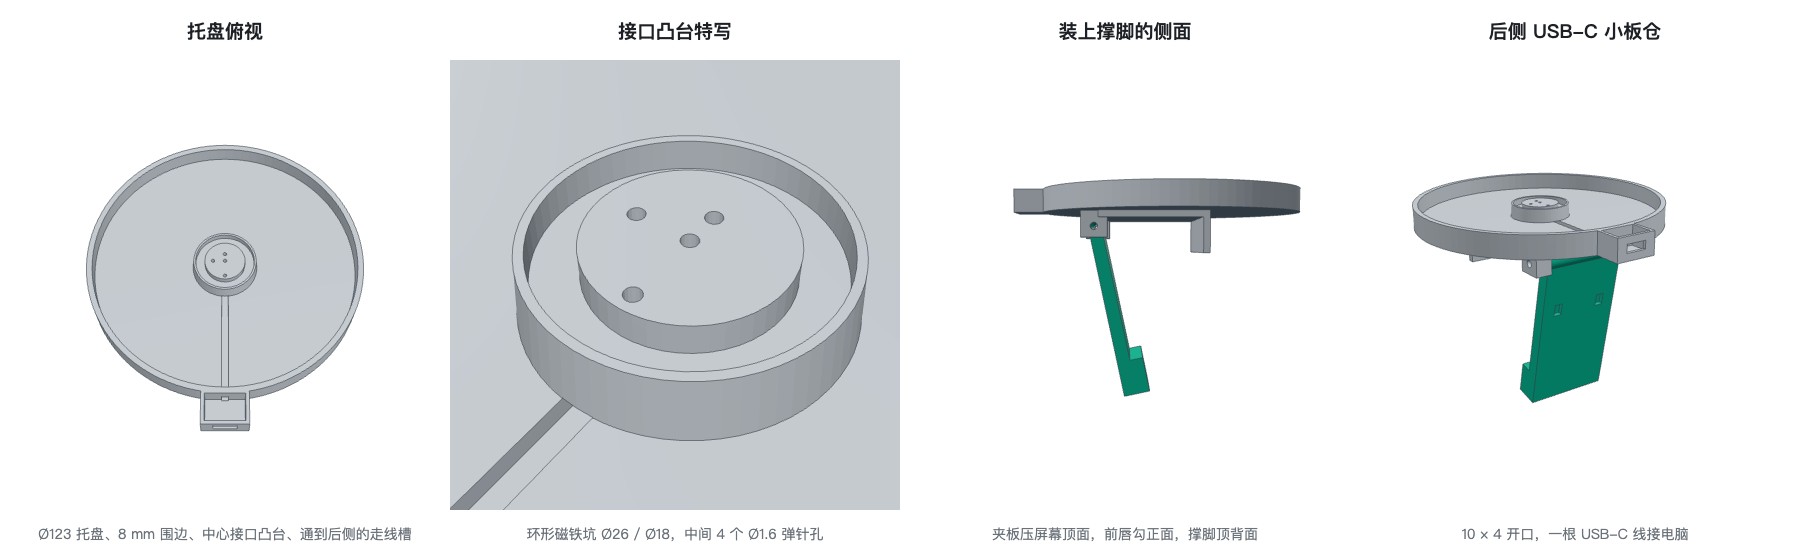 托盘俯视
接口凸台特写
装上撑脚的侧面
后侧 USB-C 小板仓
Ø123 托盘、8 mm 围边、中心接口凸台、通到后侧的走线槽
环形磁铁坑 Ø26 / Ø18，中间 4 个 Ø1.6 弹针孔
夹板压屏幕顶面，前唇勾正面，撑脚顶背面
10 × 4 开口，一根 USB-C 线接电脑